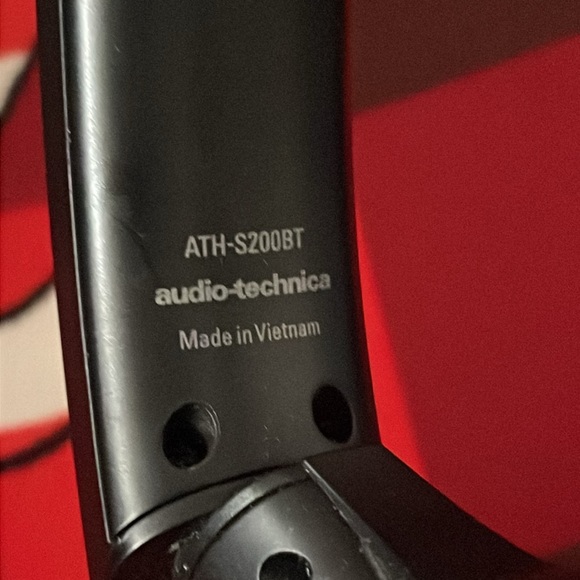 ATH-S200BT
audio-technica
Made in Vietnam